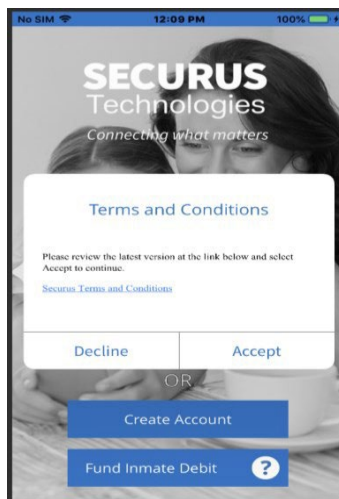 No SIM 12:09 PM 100%
SECURUS
Technologies
Connecting what matters
Terms and Conditions
Please review the latest version at the link below and select
Accept to continue.
Securus Terms and Conditions
Decline Accept
OR
Create Account
Fund Inmate Debit ?